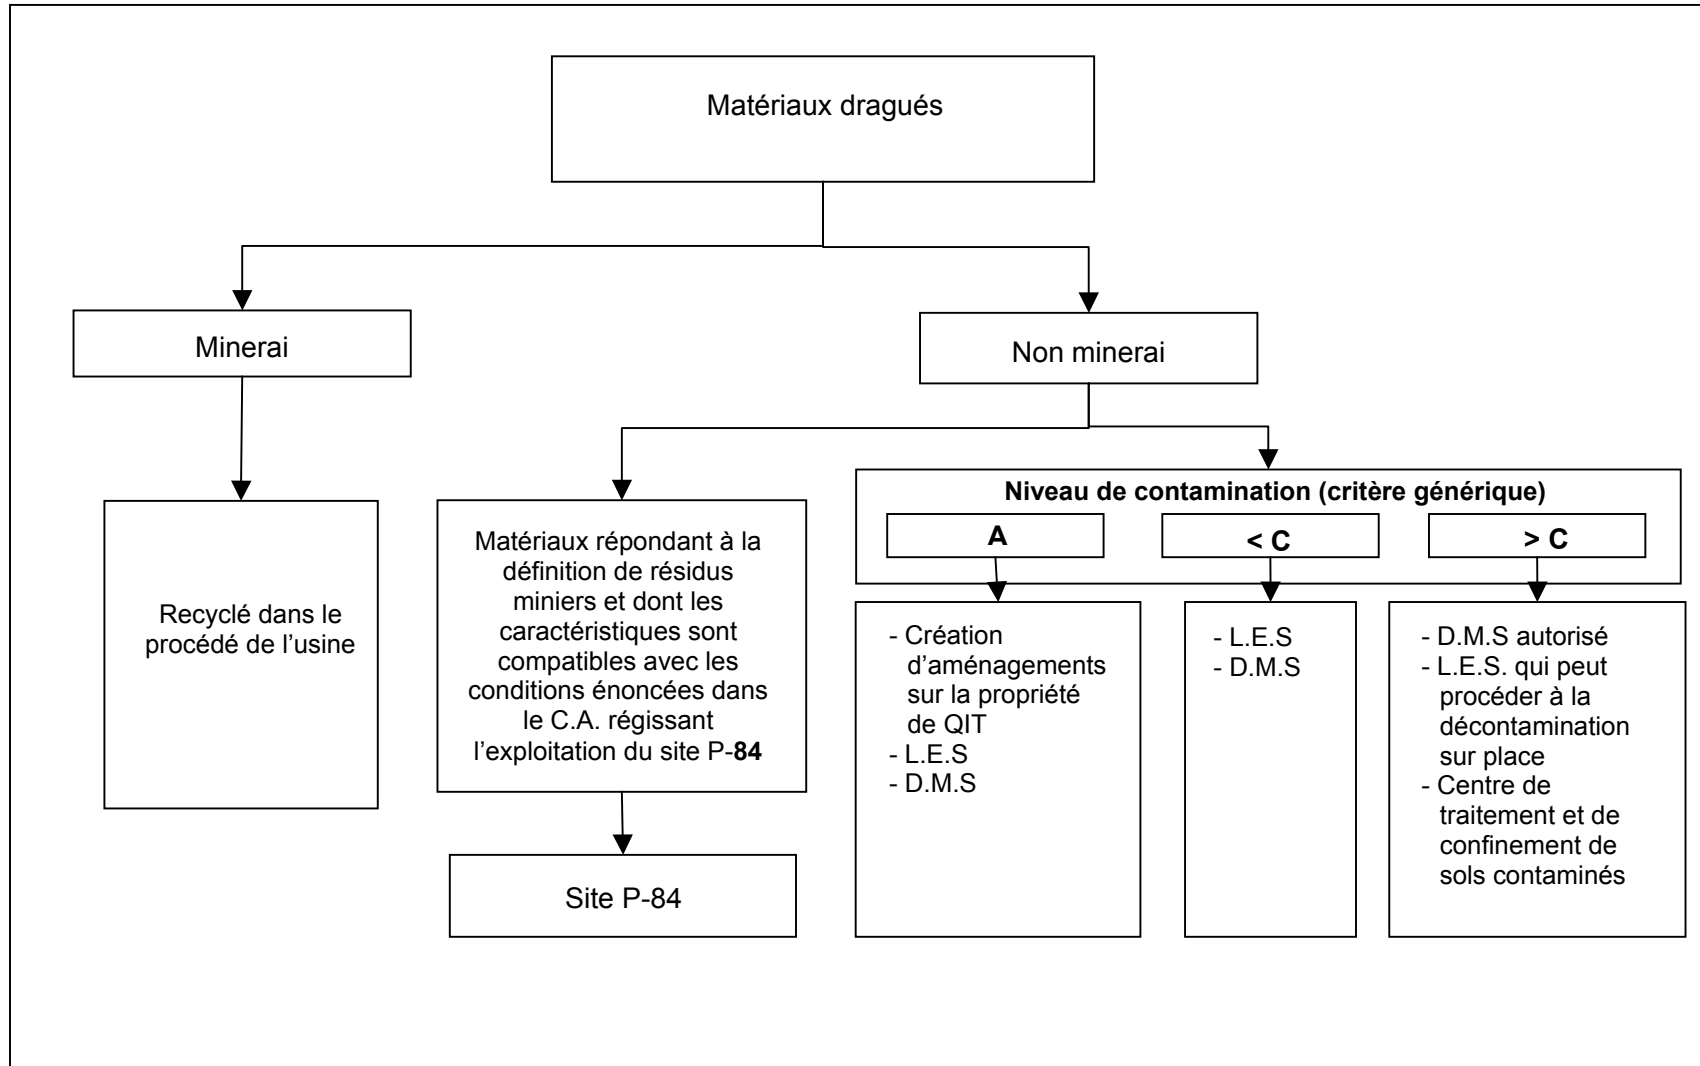 Matériaux dragués
Minerai
Non minerai
Recyclé dans le
procédé de l’usine
Matériaux répondant à la
définition de résidus
miniers et dont les
caractéristiques sont
compatibles avec les
conditions énoncées dans
le C.A. régissant
l’exploitation du site P-84
Site P-84
Niveau de contamination (critère générique)
A
< C
> C
- Création
d’aménagements
sur la propriété
de QIT
- L.E.S
- D.M.S
- L.E.S
- D.M.S
- D.M.S autorisé
- L.E.S. qui peut
procéder à la
décontamination
sur place
- Centre de
traitement et de
confinement de
sols contaminés